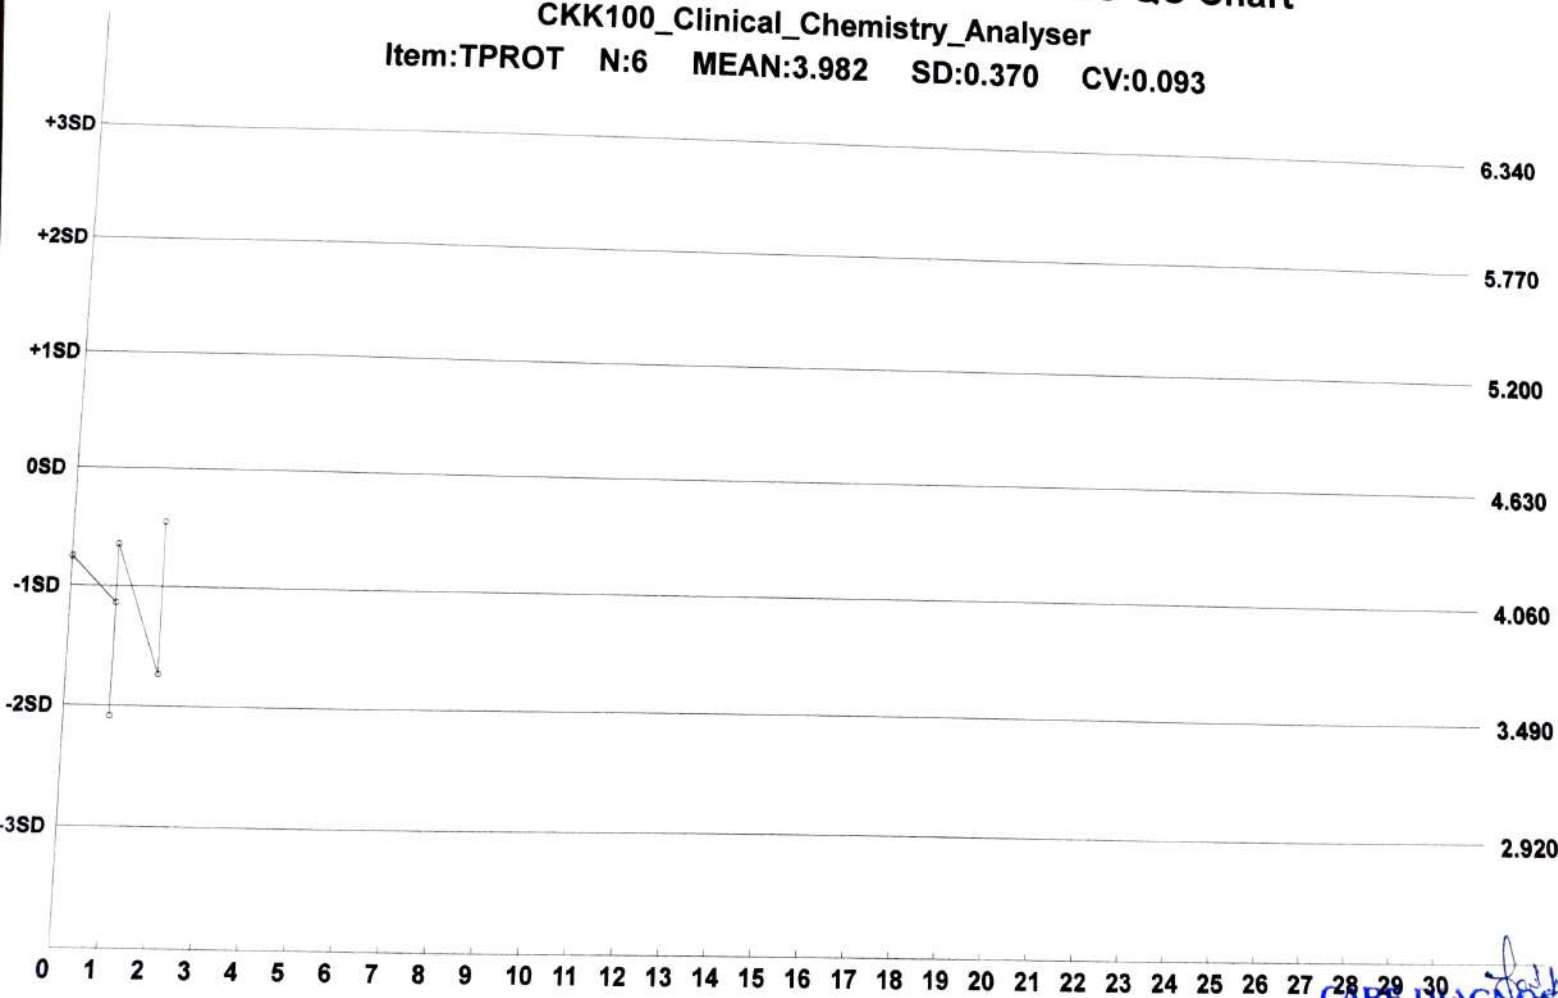 QC Chart
CKK100_Clinical_Chemistry_Analyser
Item:TPROT N:6 MEAN:3.982 SD:0.370 CV:0.093
+3SD 6.340
+2SD 5.770
+1SD 5.200
0SD 4.630
-1SD 4.060
-2SD 3.490
-3SD 2.920
0 1 2 3 4 5 6 7 8 9 10 11 12 13 14 15 16 17 18 19 20 21 22 23 24 25 26 27 28 29 30